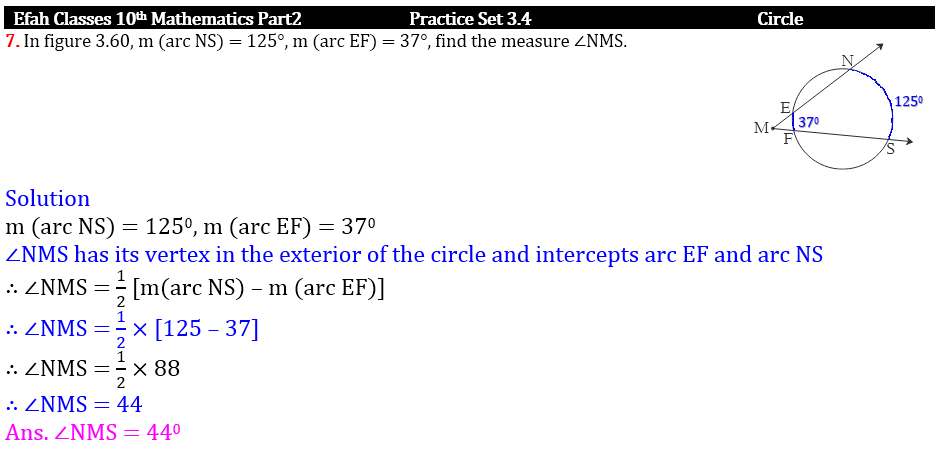 Efah Classes 10th Mathematics Part2 Practice Set 3.4 Circle
7. In figure 3.60, m (arc NS) = 125°, m (arc EF) = 37°, find the measure ∠NMS.
N
125⁰
E
37⁰
M
F
S
Solution
m (arc NS) = 125⁰, m (arc EF) = 37⁰
∠NMS has its vertex in the exterior of the circle and intercepts arc EF and arc NS
∴ ∠NMS = 1/2 [m(arc NS) – m (arc EF)]
∴ ∠NMS = 1/2 × [125 – 37]
∴ ∠NMS = 1/2 × 88
∴ ∠NMS = 44
Ans. ∠NMS = 44⁰